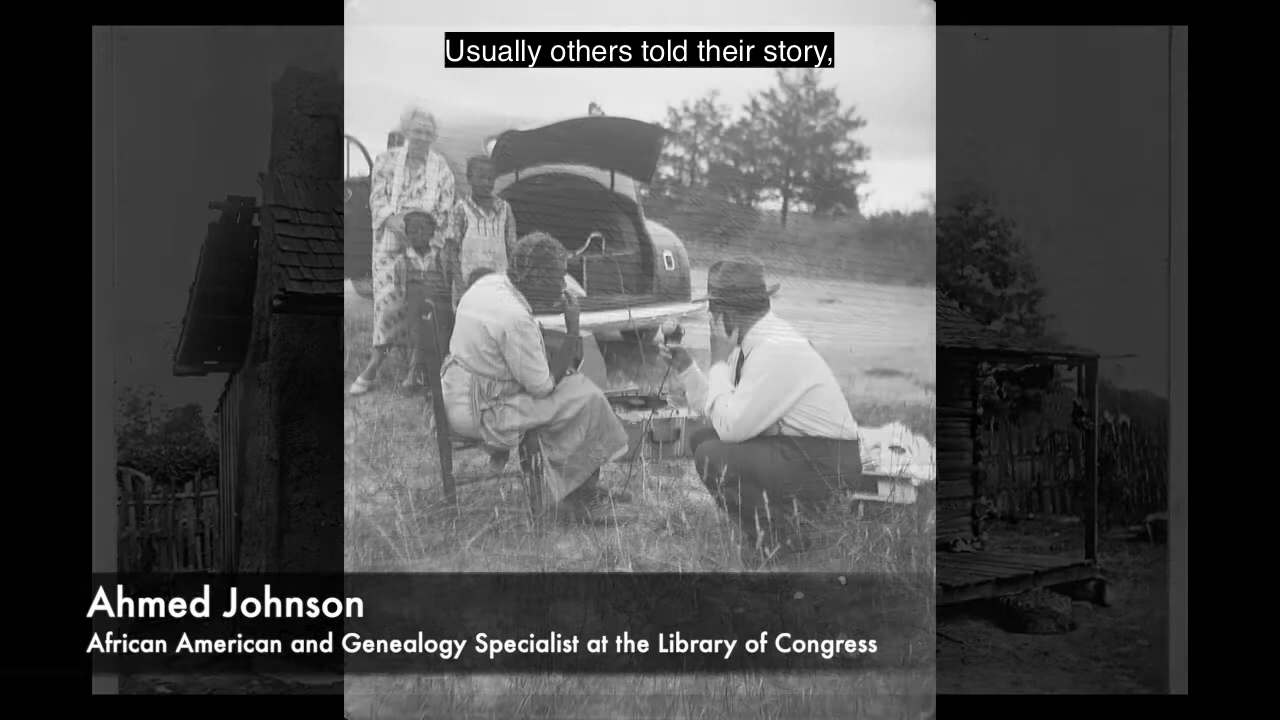 Usually others told their story,
Ahmed Johnson
African American and Genealogy Specialist at the Library of Congress